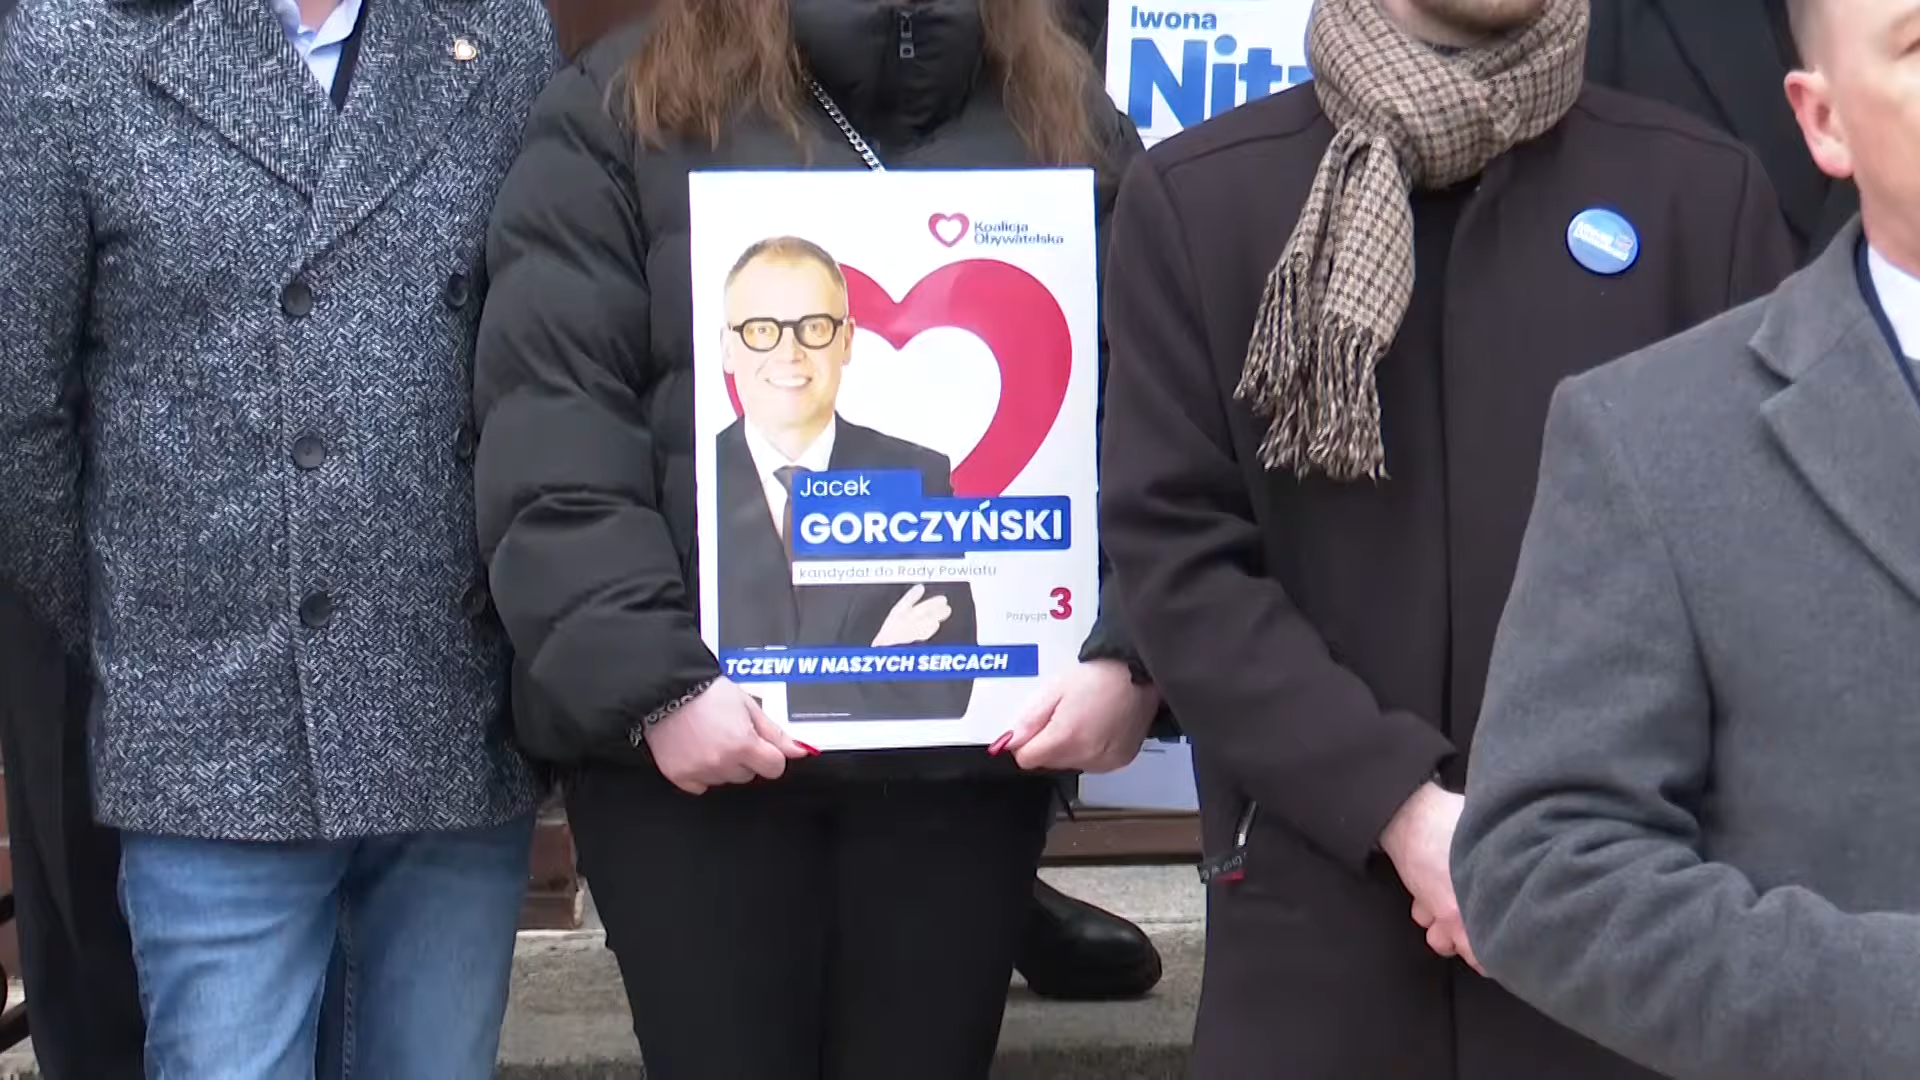 Iwona
Nit
Koalicja
Obywatelska
Jacek
GORCZYŃSKI
kandydat do Rady Powiatu
Pozycja 3
TCZEW W NASZYCH SERCACH